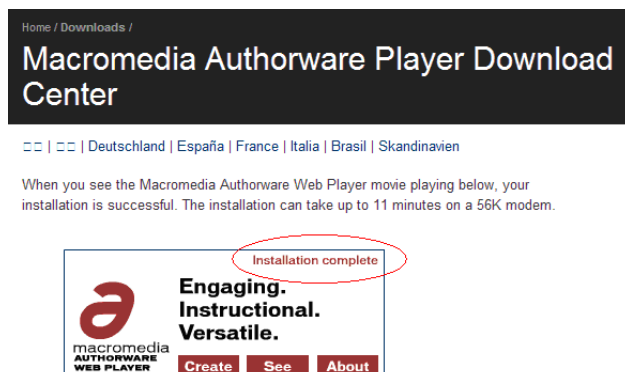 Home / Downloads /
Macromedia Authorware Player Download
Center
□□ | □□ | Deutschland | España | France | Italia | Brasil | Skandinavien
When you see the Macromedia Authorware Web Player movie playing below, your
installation is successful. The installation can take up to 11 minutes on a 56K modem.
Installation complete
Engaging.
Instructional.
Versatile.
macromedia
AUTHORWARE
WEB PLAYER
Create See About